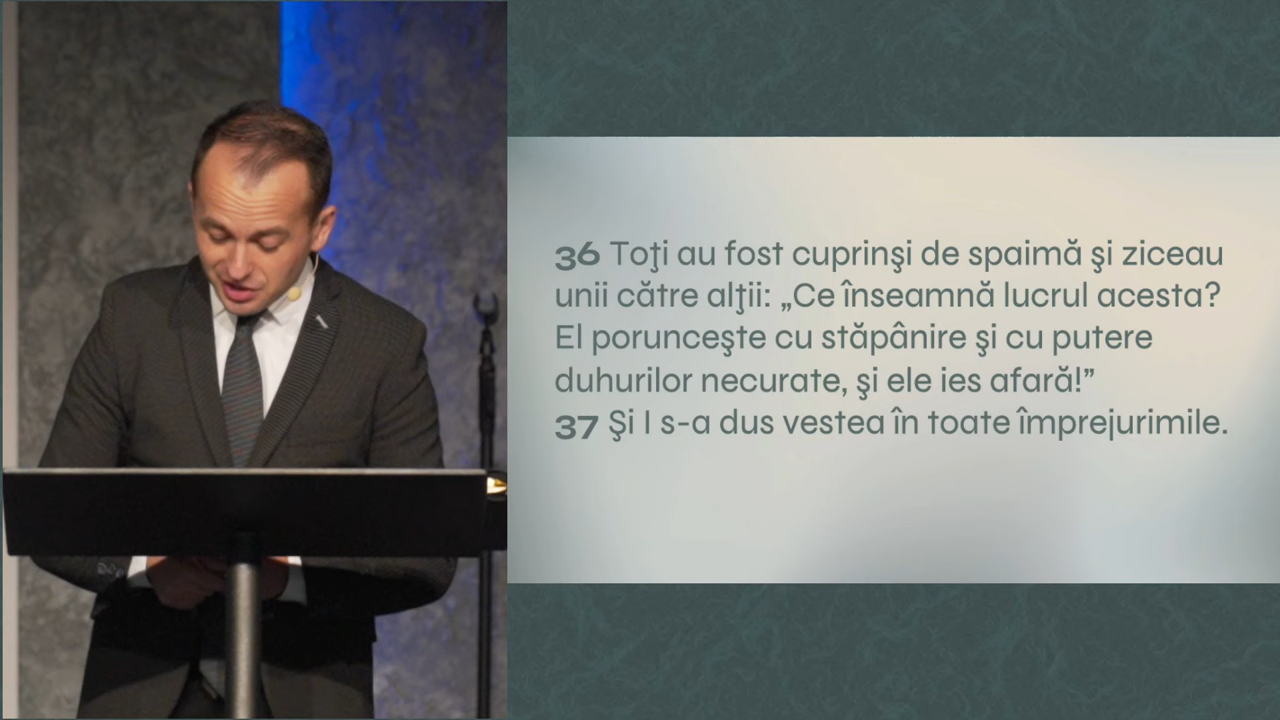 36 Toţi au fost cuprinşi de spaimă şi ziceau
unii către alţii: „Ce înseamnă lucrul acesta?
El porunceşte cu stăpânire şi cu putere
duhurilor necurate, şi ele ies afară!”
37 Şi I s-a dus vestea în toate împrejurimile.